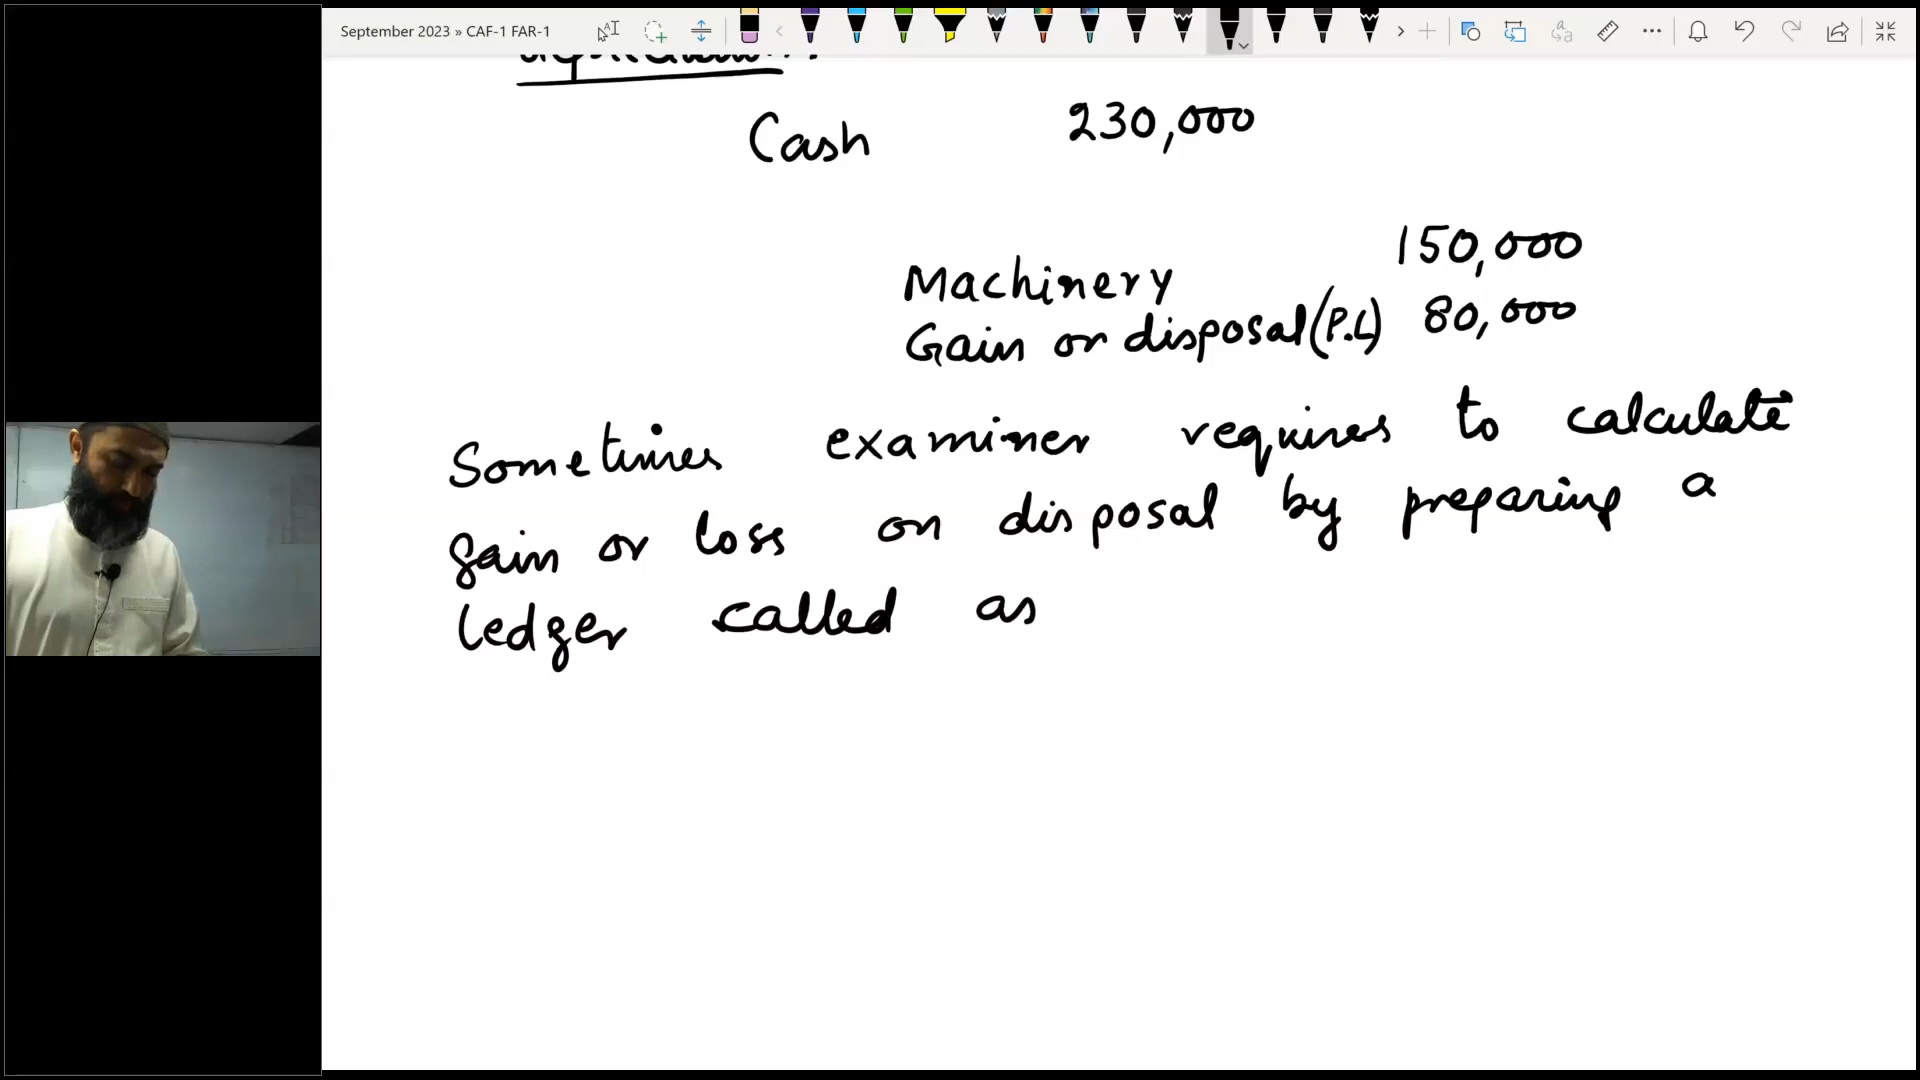 September 2023 » CAF-1 FAR-1
Cash 230,000
Machinery 150,000
Gain on disposal (P.L) 80,000
Sometimes examiner requires to calculate
gain or loss on disposal by preparing a
ledger called as